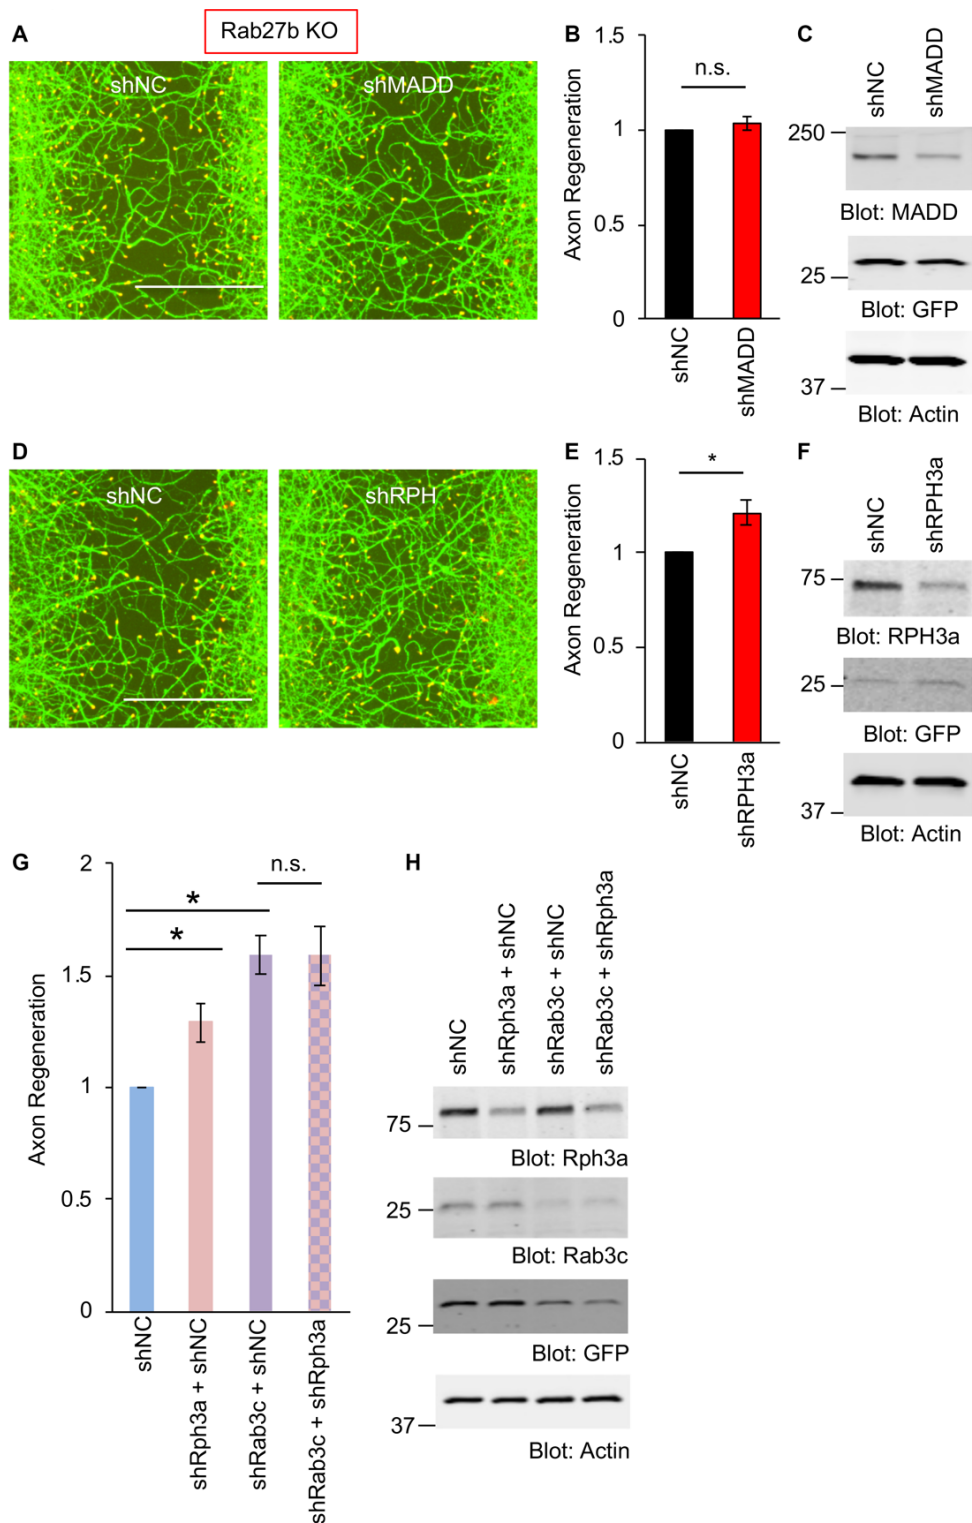 A
Rab27b KO
shNC
shMADD
B
1.5
1
0.5
0
Axon Regeneration
n.s.
shNC
shMADD
C
shNC
shMADD
250
Blot: MADD
25
Blot: GFP
37
Blot: Actin
D
shNC
shRPH
E
1.5
1
0.5
0
Axon Regeneration
*
shNC
shRPH3a
F
shNC
shRPH3a
75
Blot: RPH3a
25
Blot: GFP
37
Blot: Actin
G
2
1.5
1
0.5
0
Axon Regeneration
*
*
n.s.
shNC
shRph3a + shNC
shRab3c + shNC
shRab3c + shRph3a
H
shNC
shRph3a + shNC
shRab3c + shNC
shRab3c + shRph3a
75
Blot: Rph3a
25
Blot: Rab3c
25
Blot: GFP
37
Blot: Actin